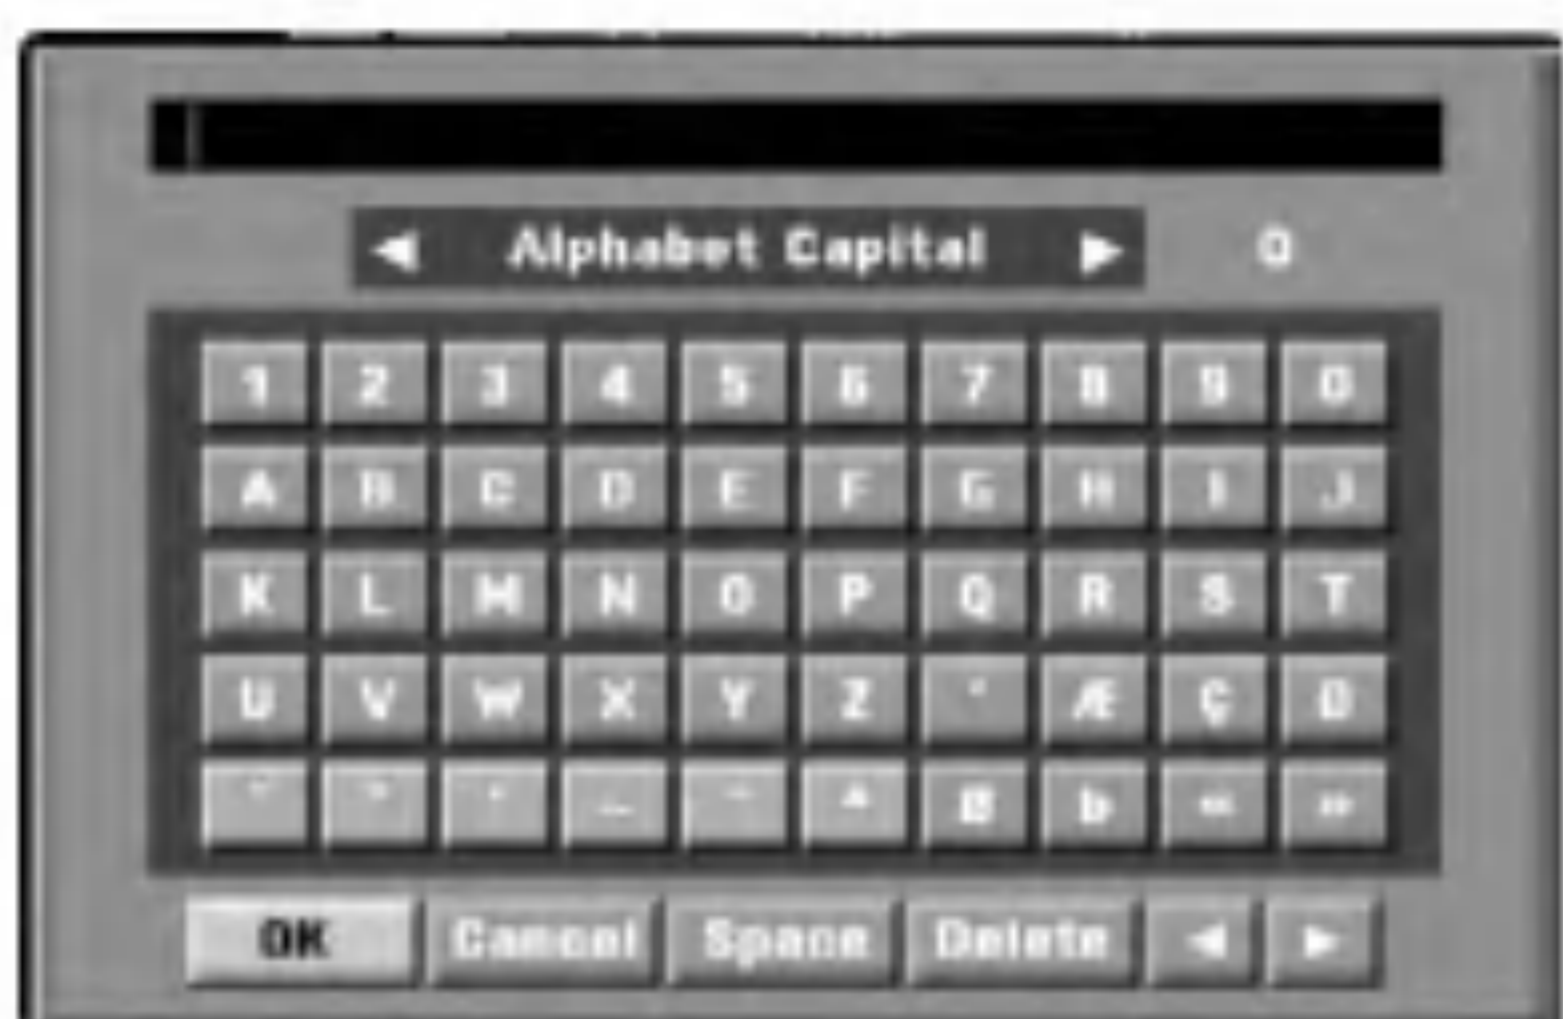 ◀ Alphabet Capital ▶ 0
1 2 3 4 5 6 7 8 9 0
A B C D E F G H I J
K L M N O P Q R S T
U V W X Y Z Æ Ç
« »
OK Cancel Space Delete ◀ ▶